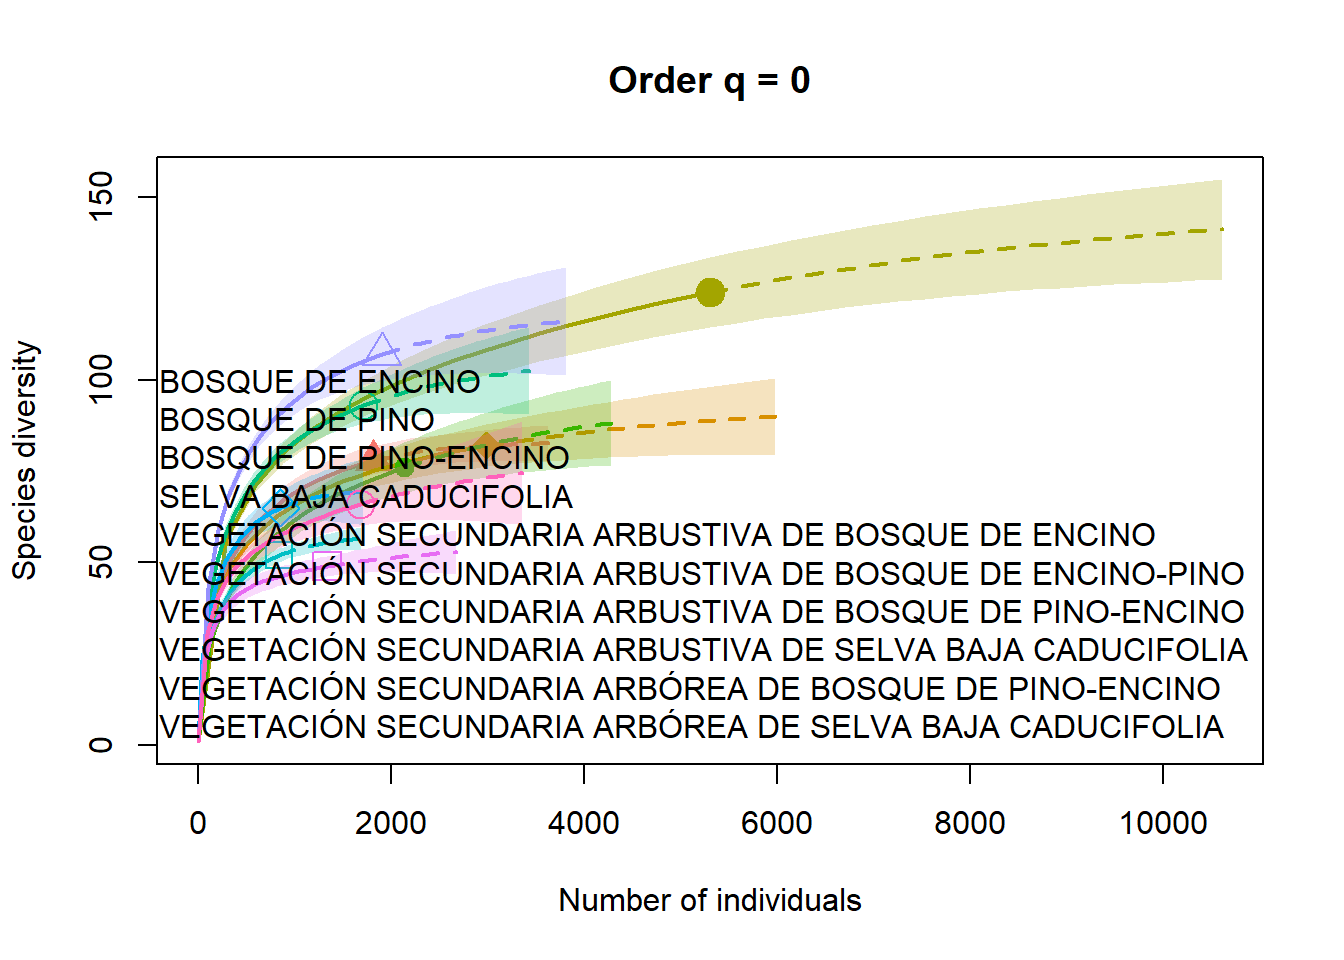 Order q = 0
Species diversity
150
100
50
0
BOSQUE DE ENCINO
BOSQUE DE PINO
BOSQUE DE PINO-ENCINO
SELVA BAJA CADUCIFOLIA
VEGETACIÓN SECUNDARIA ARBUSTIVA DE BOSQUE DE ENCINO
VEGETACIÓN SECUNDARIA ARBUSTIVA DE BOSQUE DE ENCINO-PINO
VEGETACIÓN SECUNDARIA ARBUSTIVA DE BOSQUE DE PINO-ENCINO
VEGETACIÓN SECUNDARIA ARBUSTIVA DE SELVA BAJA CADUCIFOLIA
VEGETACIÓN SECUNDARIA ARBÓREA DE BOSQUE DE PINO-ENCINO
VEGETACIÓN SECUNDARIA ARBÓREA DE SELVA BAJA CADUCIFOLIA
0 2000 4000 6000 8000 10000
Number of individuals